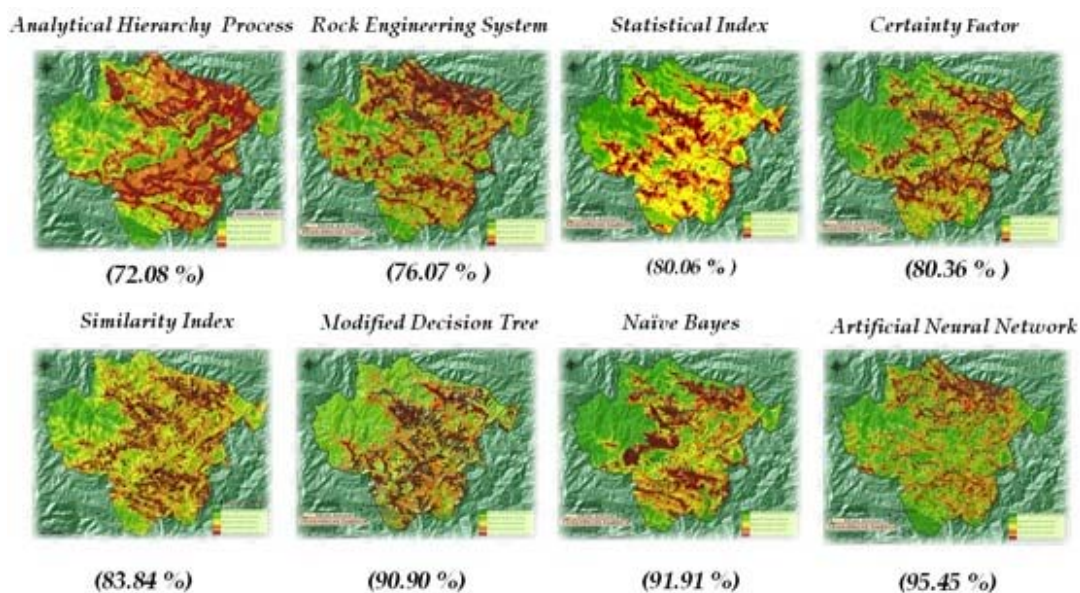 Analytical Hierarchy Process
Rock Engineering System
Statistical Index
Certainty Factor
(72.08 %)
(76.07 % )
(80.06 % )
(80.36 % )
Similarity Index
Modified Decision Tree
Naïve Bayes
Artificial Neural Network
(83.84 %)
(90.90 %)
(91.91 %)
(95.45 %)